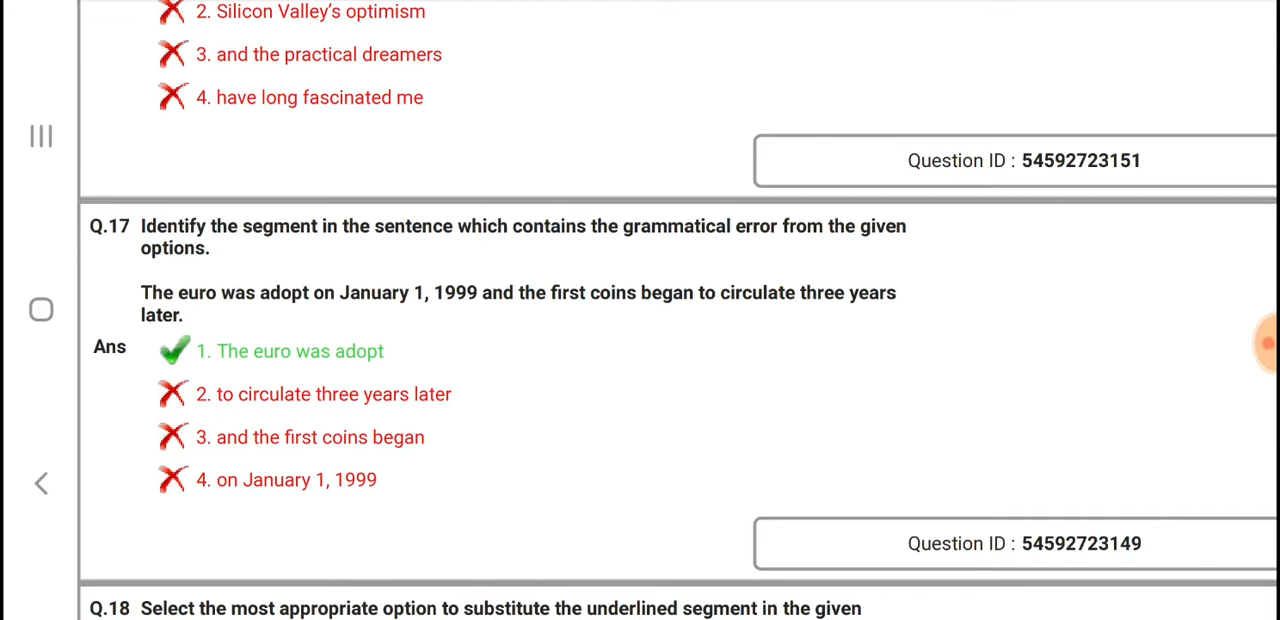 2. Silicon Valley's optimism
3. and the practical dreamers
4. have long fascinated me
Question ID : 54592723151
Q.17 Identify the segment in the sentence which contains the grammatical error from the given
options.
The euro was adopt on January 1, 1999 and the first coins began to circulate three years
later.
Ans 1. The euro was adopt
2. to circulate three years later
3. and the first coins began
4. on January 1, 1999
Question ID : 54592723149
Q.18 Select the most appropriate option to substitute the underlined segment in the given